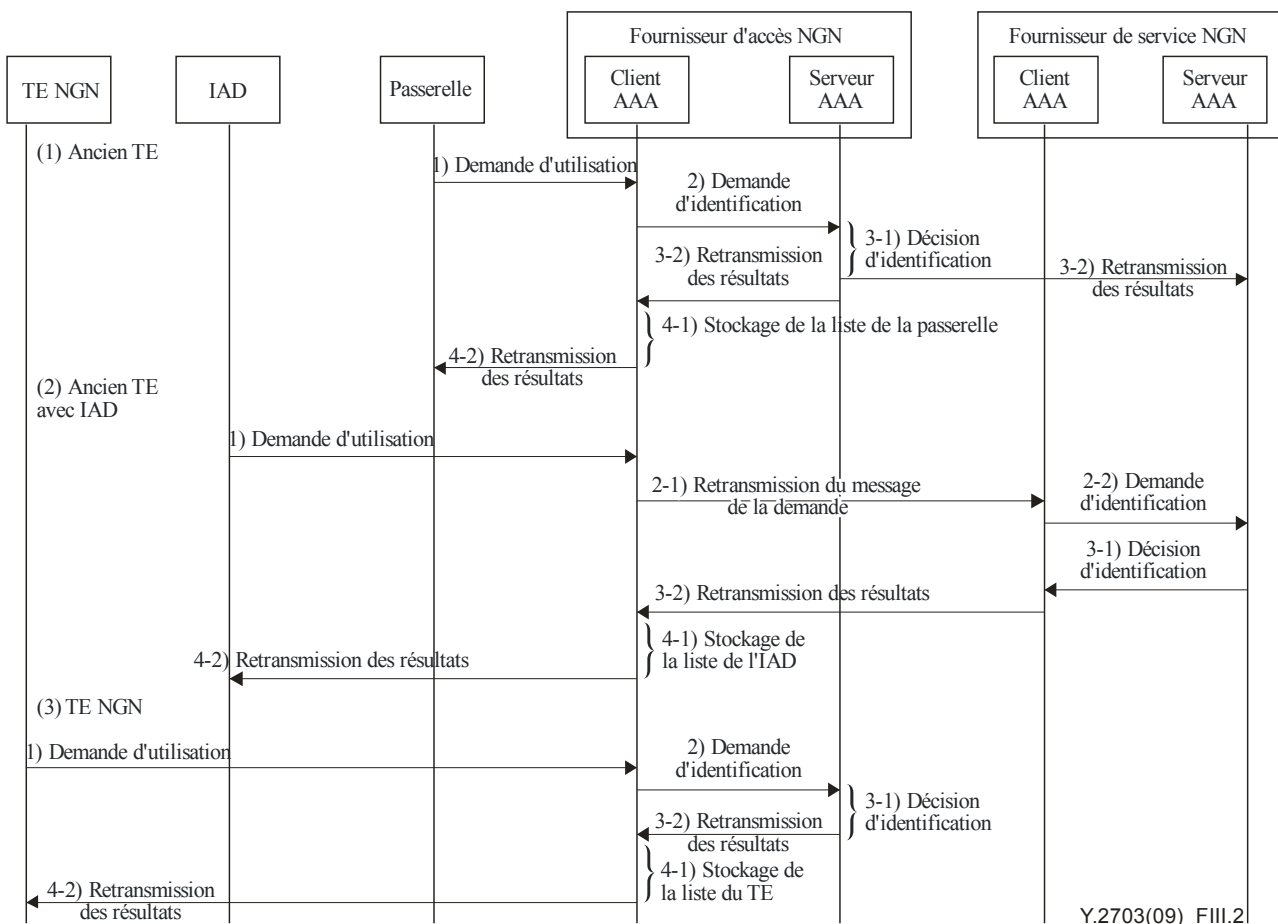 Fournisseur d'accès NGN
Fournisseur de service NGN
TE NGN
IAD
Passerelle
Client
AAA
Serveur
AAA
Client
AAA
Serveur
AAA
(1) Ancien TE
1) Demande d'utilisation
2) Demande
d'identification
3-1) Décision
d'identification
3-2) Retransmission
des résultats
3-2) Retransmission
des résultats
4-1) Stockage de la liste de la passerelle
4-2) Retransmission
des résultats
(2) Ancien TE
avec IAD
1) Demande d'utilisation
2-1) Retransmission du message
de la demande
2-2) Demande
d'identification
3-1) Décision
d'identification
3-2) Retransmission des résultats
4-1) Stockage de
la liste de l'IAD
4-2) Retransmission des résultats
(3) TE NGN
1) Demande d'utilisation
2) Demande
d'identification
3-1) Décision
d'identification
3-2) Retransmission
des résultats
4-1) Stockage de
la liste du TE
4-2) Retransmission
des résultats
Y.2703(09)_FIII.2